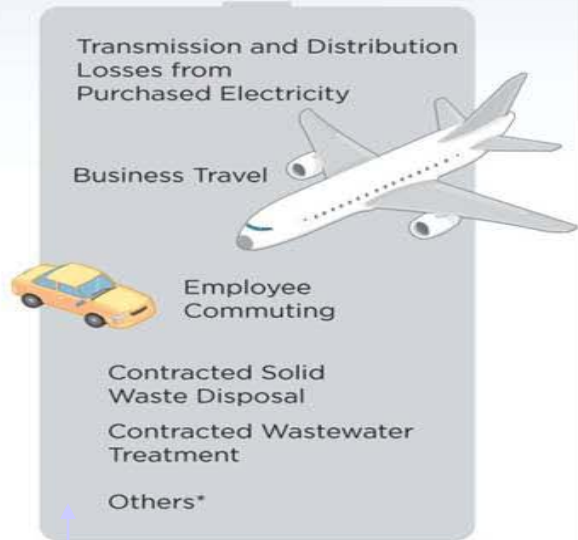 Transmission and Distribution
Losses from
Purchased Electricity
Business Travel
Employee
Commuting
Contracted Solid
Waste Disposal
Contracted Wastewater
Treatment
Others*